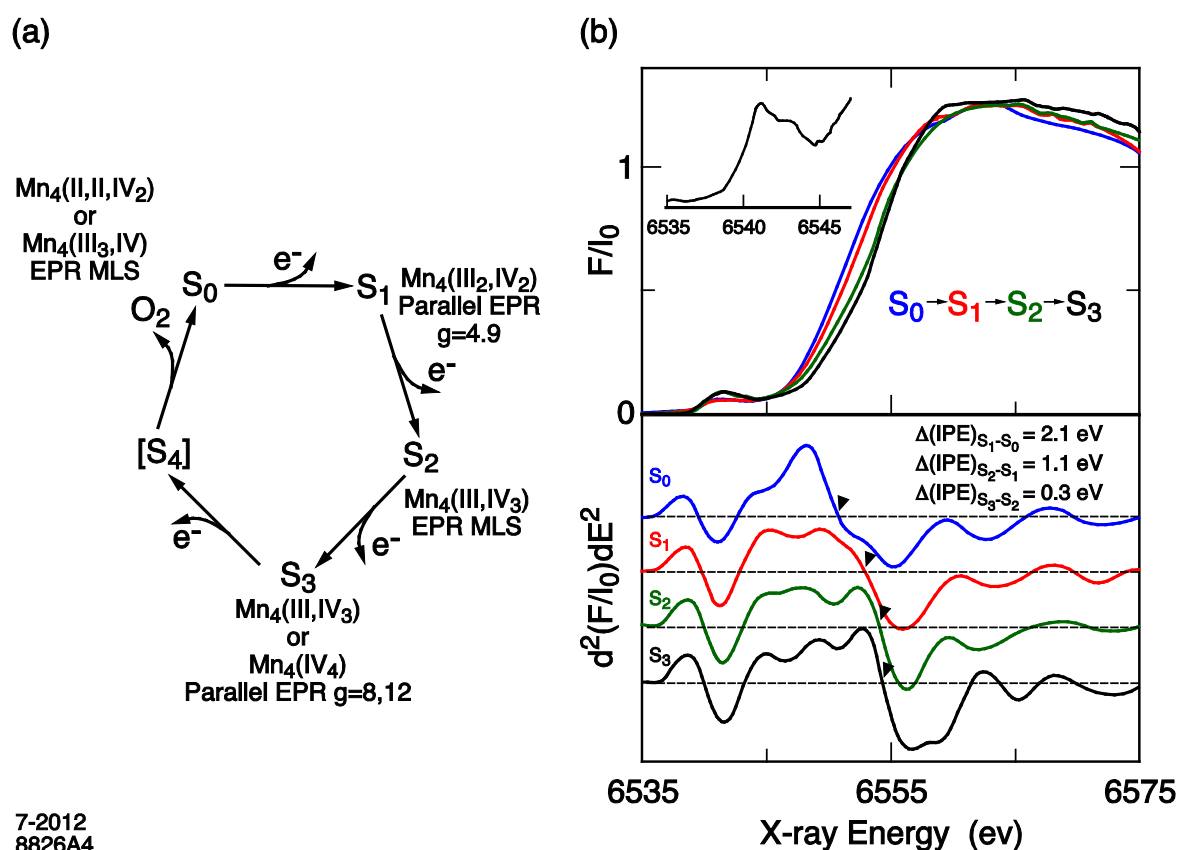 (a)
Mn4(II,II,IV2)
or
Mn4(III3,IV)
EPR MLS
S0
e-
S1
Mn4(III2,IV2)
Parallel EPR
g=4.9
O2
e-
[S4]
S2
Mn4(III,IV3)
EPR MLS
e-
e-
S3
Mn4(III,IV3)
or
Mn4(IV4)
Parallel EPR g=8,12
7-2012
8826A4
(b)
1
F/I0
0
6535 6540 6545
S0 → S1 → S2 → S3
Δ(IPE)S1-S0 = 2.1 eV
Δ(IPE)S2-S1 = 1.1 eV
Δ(IPE)S3-S2 = 0.3 eV
S0
S1
S2
S3
d2(F/I0)dE2
6535 6555 6575
X-ray Energy (ev)